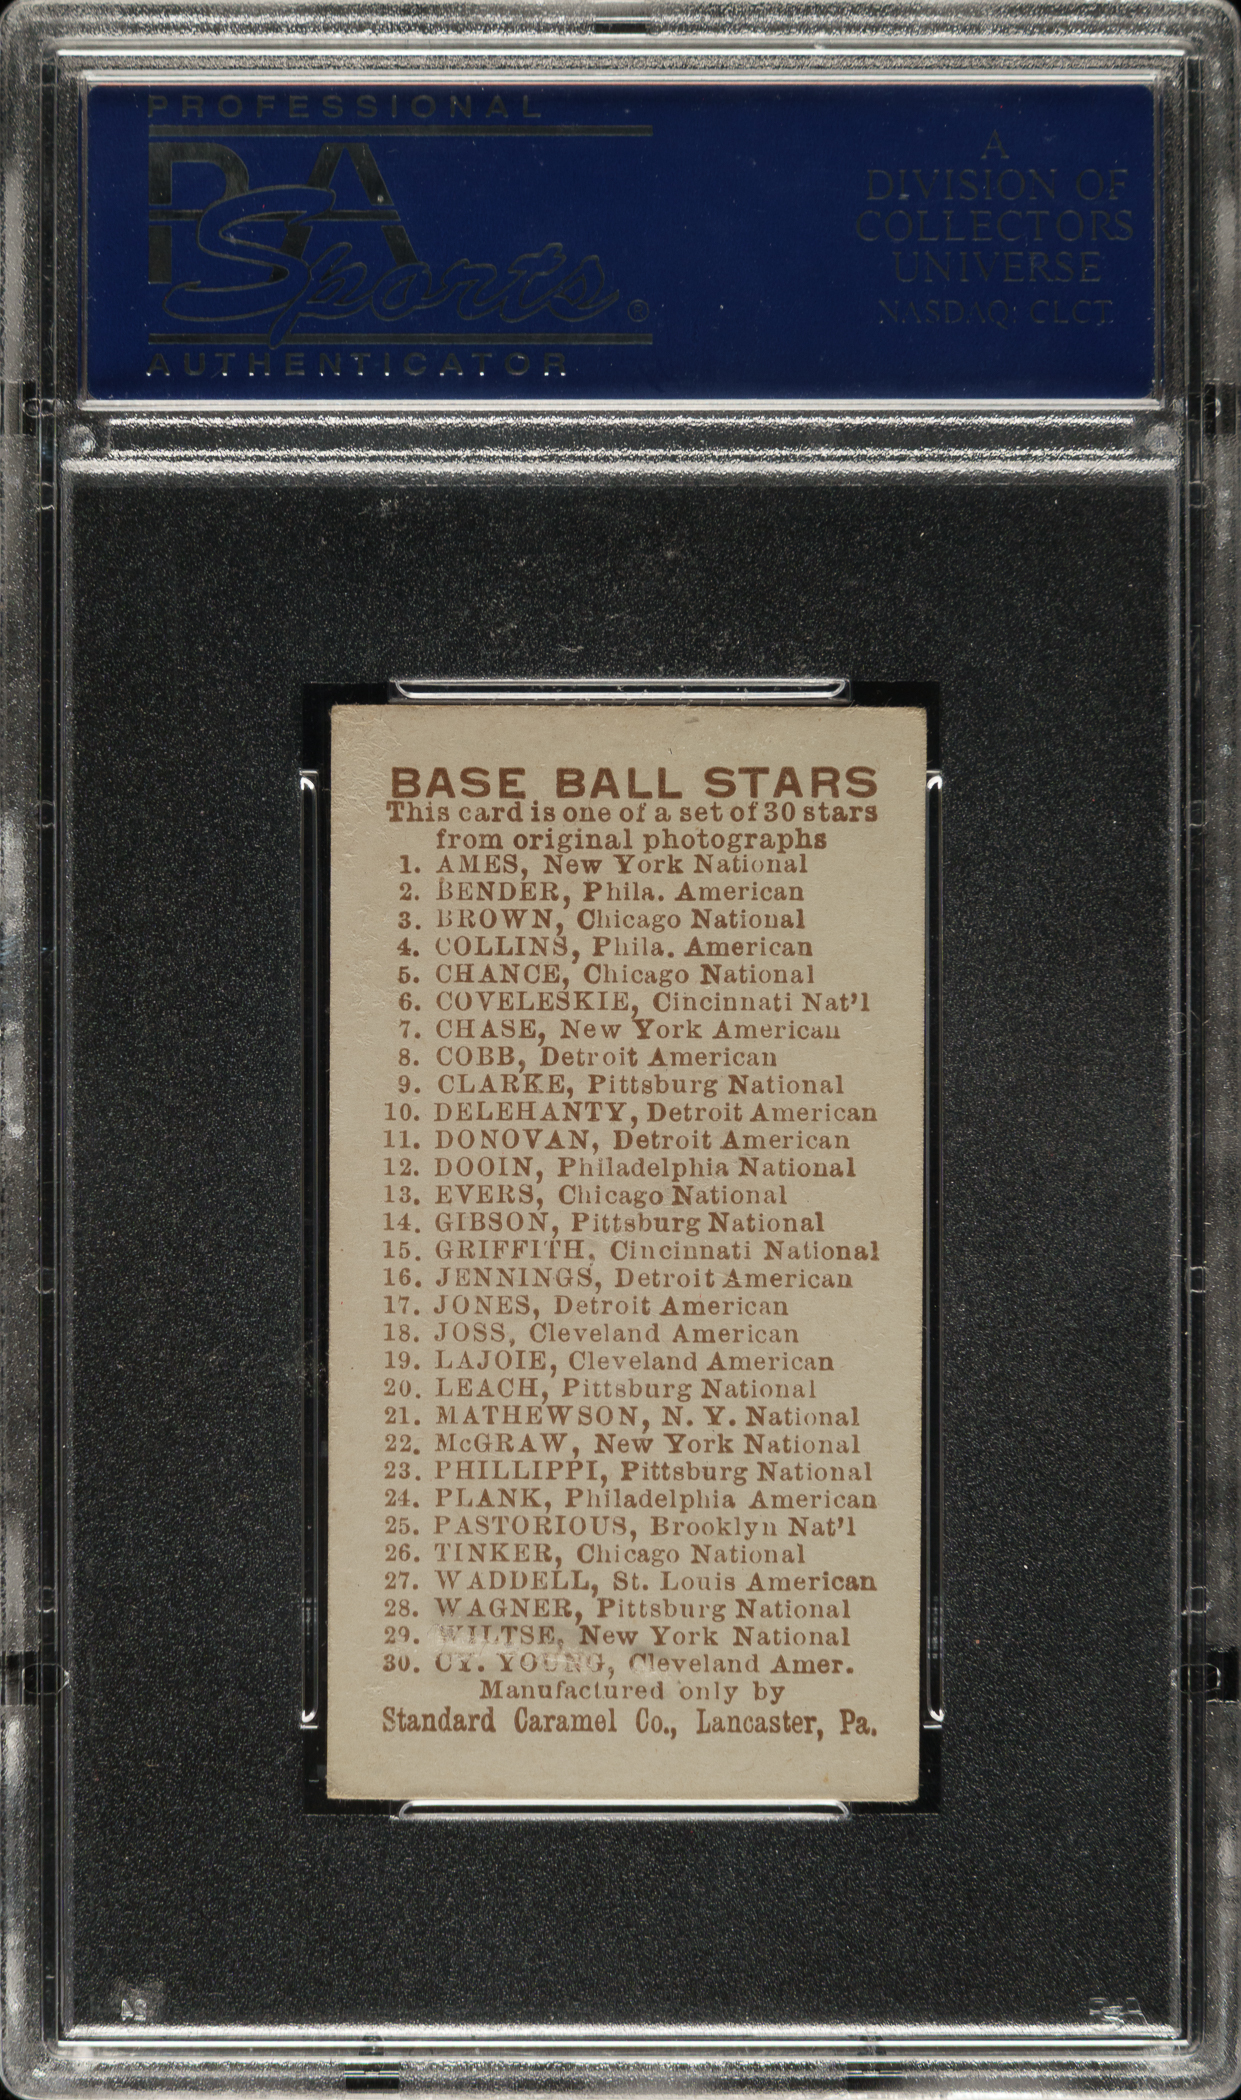 PROFESSIONAL
PSA
Sports®
AUTHENTICATOR
A
DIVISION OF
COLLECTORS
UNIVERSE
NASDAQ: CLCT
BASE BALL STARS
This card is one of a set of 30 stars
from original photographs
1. AMES, New York National
2. BENDER, Phila. American
3. BROWN, Chicago National
4. COLLINS, Phila. American
5. CHANCE, Chicago National
6. COVELESKIE, Cincinnati Nat'l
7. CHASE, New York American
8. COBB, Detroit American
9. CLARKE, Pittsburg National
10. DELEHANTY, Detroit American
11. DONOVAN, Detroit American
12. DOOIN, Philadelphia National
13. EVERS, Chicago National
14. GIBSON, Pittsburg National
15. GRIFFITH, Cincinnati National
16. JENNINGS, Detroit American
17. JONES, Detroit American
18. JOSS, Cleveland American
19. LAJOIE, Cleveland American
20. LEACH, Pittsburg National
21. MATHEWSON, N. Y. National
22. McGRAW, New York National
23. PHILLIPPI, Pittsburg National
24. PLANK, Philadelphia American
25. PASTORIOUS, Brooklyn Nat'l
26. TINKER, Chicago National
27. WADDELL, St. Louis American
28. WAGNER, Pittsburg National
29. WILTSE, New York National
30. CY. YOUNG, Cleveland Amer.
Manufactured only by
Standard Caramel Co., Lancaster, Pa.
PSA